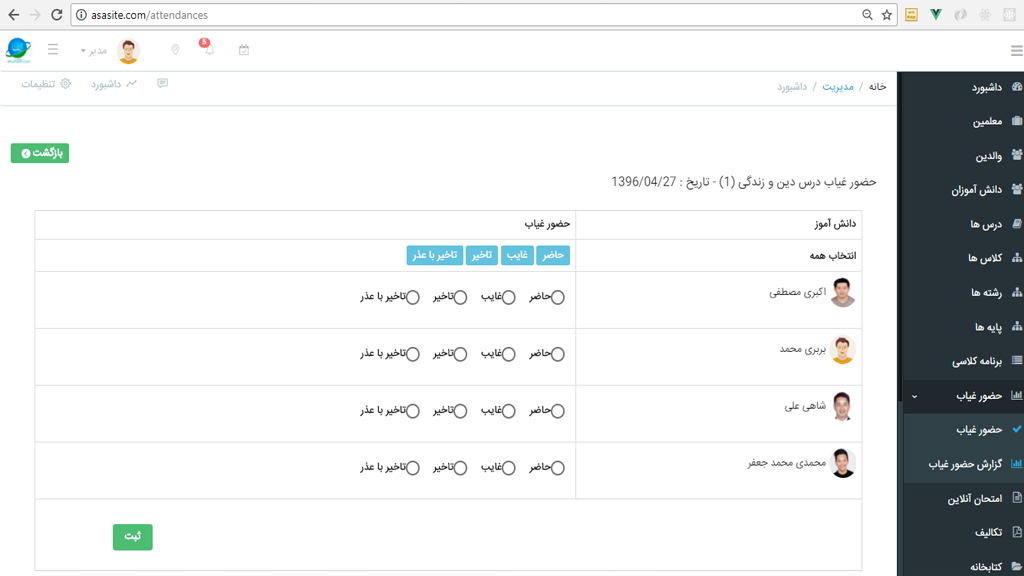 asasite.com/attendances
مدیر
5
خانه / مدیریت / داشبورد
داشبورد
تنظیمات
بازگشت
حضور غیاب درس دین و زندگی (1) - تاریخ : 1396/04/27
دانش آموز حضور غیاب
انتخاب همه حاضر غایب تاخیر تاخیر با عذر
اکبری مصطفی حاضر غایب تاخیر تاخیر با عذر
بربری محمد حاضر غایب تاخیر تاخیر با عذر
شاهی علی حاضر غایب تاخیر تاخیر با عذر
محمدی محمد جعفر حاضر غایب تاخیر تاخیر با عذر
ثبت
داشبورد
معلمین
والدین
دانش آموزان
درس ها
کلاس ها
رشته ها
پایه ها
برنامه کلاسی
حضور غیاب
حضور غیاب
گزارش حضور غیاب
امتحان آنلاین
تکالیف
کتابخانه